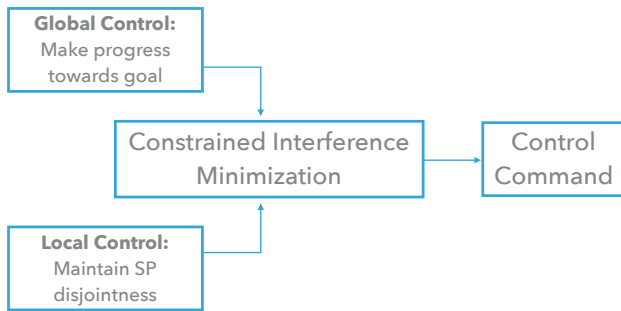 Global Control:
Make progress
towards goal
Constrained Interference
Minimization
Control
Command
Local Control:
Maintain SP
disjointness